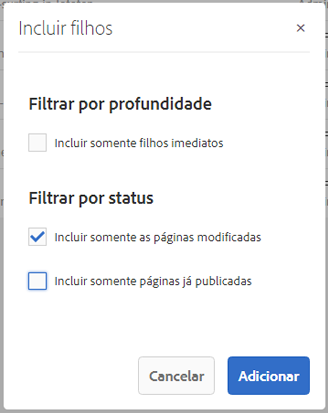 Incluir filhos
Filtrar por profundidade
Incluir somente filhos imediatos
Filtrar por status
Incluir somente as páginas modificadas
Incluir somente páginas já publicadas
Cancelar Adicionar